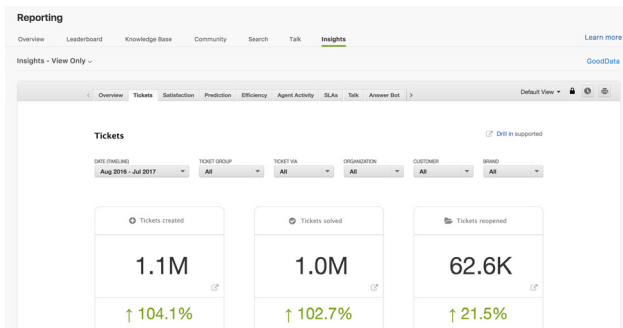 Reporting
Overview Leaderboard Knowledge Base Community Search Talk Insights Learn more
Insights - View Only GoodData
< Overview Tickets Satisfaction Prediction Efficiency Agent Activity SLAs Talk Answer Bot > Default View
Tickets Drill in supported
DATE (TIMELINE) TICKET GROUP TICKET VIA ORGANIZATION CUSTOMER BRAND
Aug 2016 - Jul 2017 All All All All All
Tickets created Tickets solved Tickets reopened
1.1M 1.0M 62.6K
↑ 104.1% ↑ 102.7% ↑ 21.5%